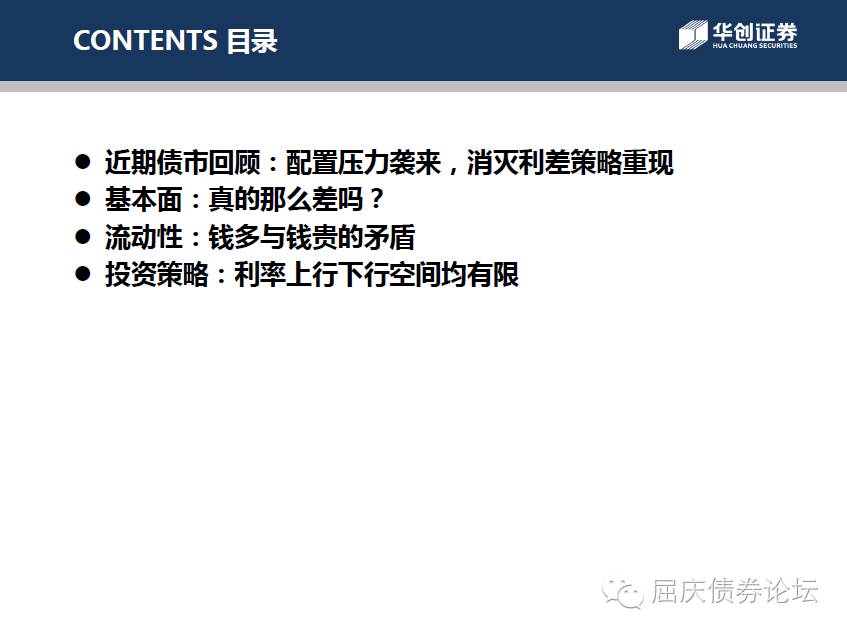 CONTENTS 目录
华创证券
HUA CHUANG SECURITIES
● 近期债市回顾：配置压力袭来，消灭利差策略重现
● 基本面：真的那么差吗？
● 流动性：钱多与钱贵的矛盾
● 投资策略：利率上行下行空间均有限
屈庆债券论坛